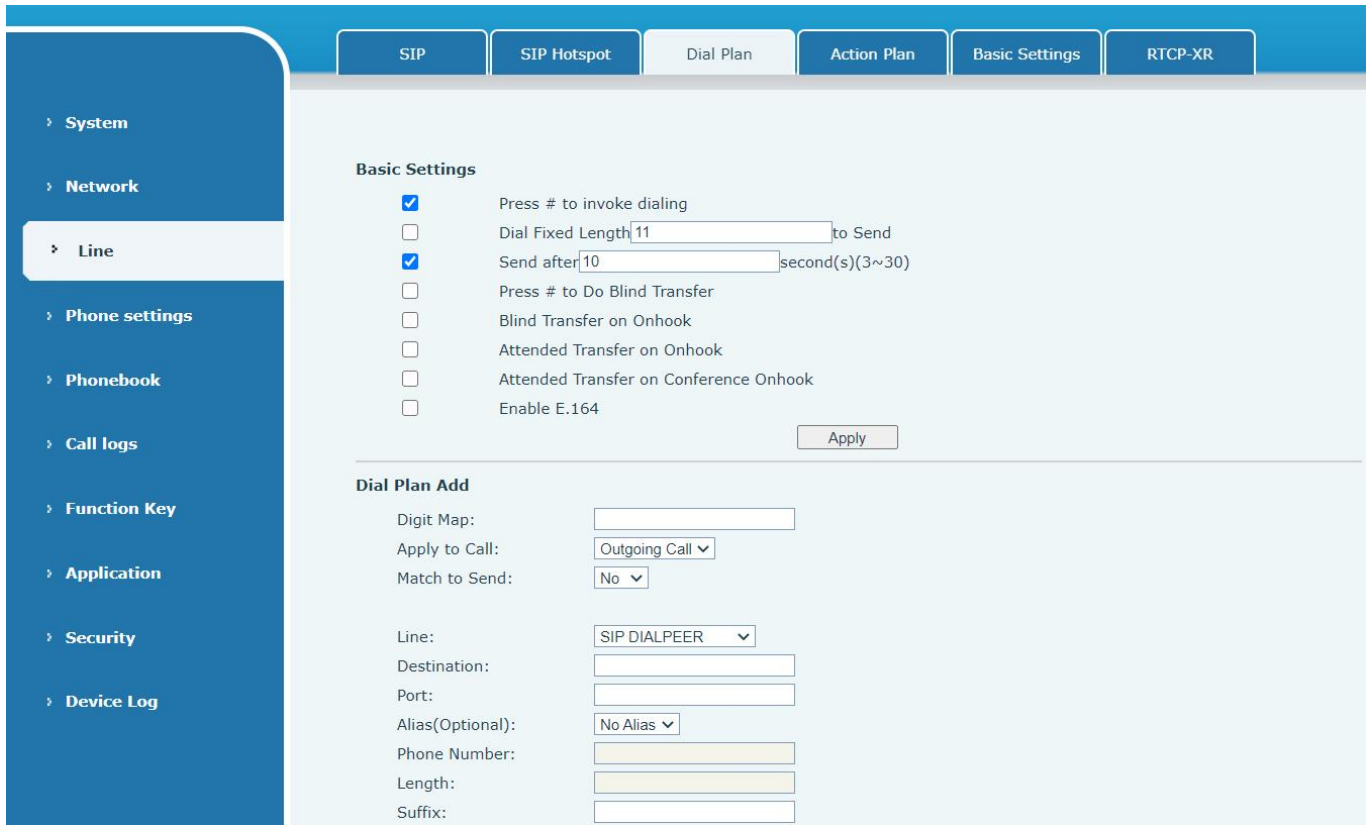 SIP SIP Hotspot Dial Plan Action Plan Basic Settings RTCP-XR
System
Network
Line
Phone settings
Phonebook
Call logs
Function Key
Application
Security
Device Log
Basic Settings
Press # to invoke dialing
Dial Fixed Length 11 to Send
Send after 10 second(s)(3~30)
Press # to Do Blind Transfer
Blind Transfer on Onhook
Attended Transfer on Onhook
Attended Transfer on Conference Onhook
Enable E.164
Apply
Dial Plan Add
Digit Map:
Apply to Call: Outgoing Call
Match to Send: No
Line: SIP DIALPEER
Destination:
Port:
Alias(Optional): No Alias
Phone Number:
Length:
Suffix: